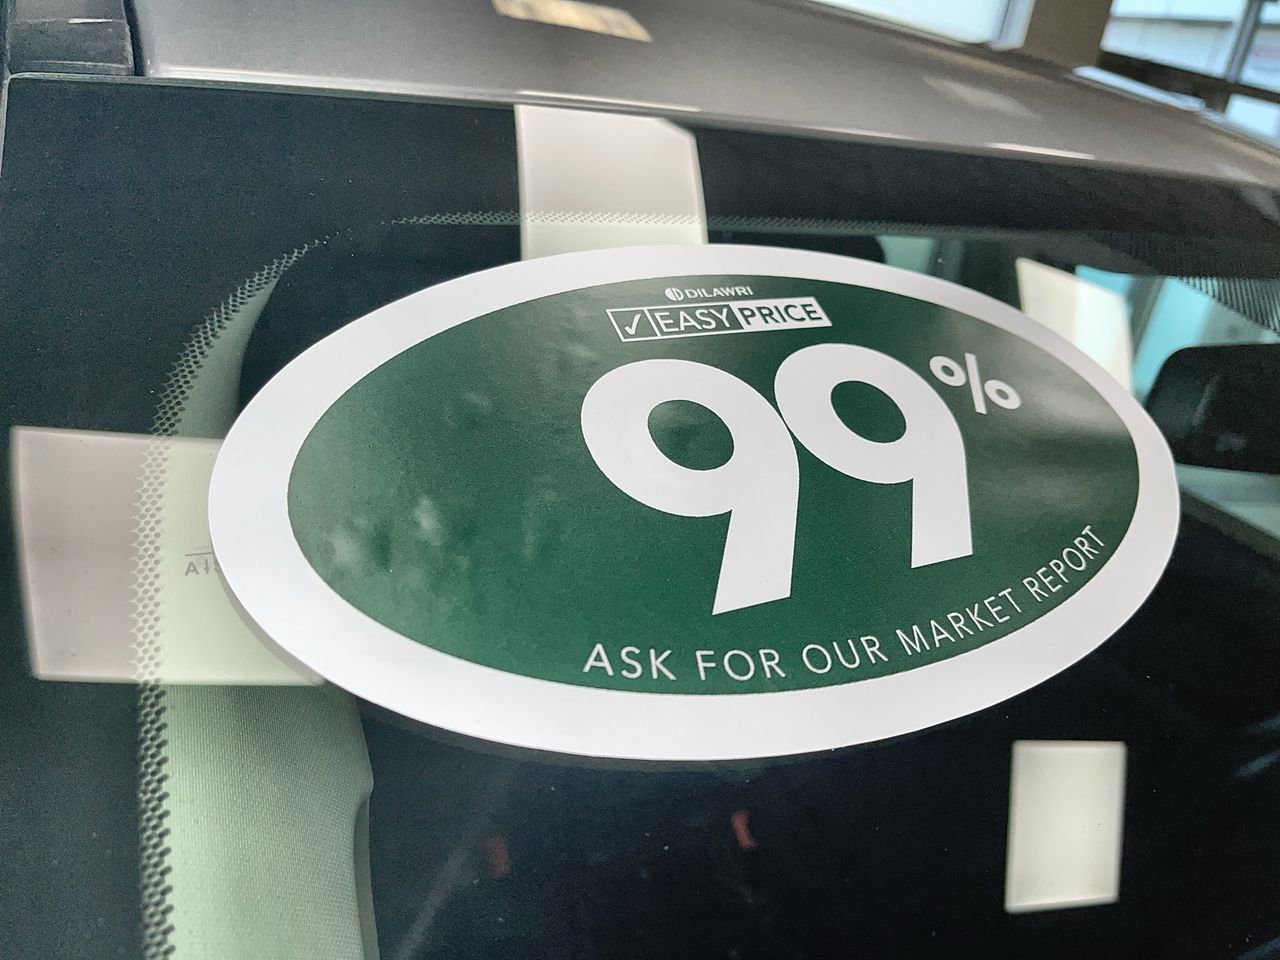 DILAWRI
✓ EASY PRICE
99%
ASK FOR OUR MARKET REPORT